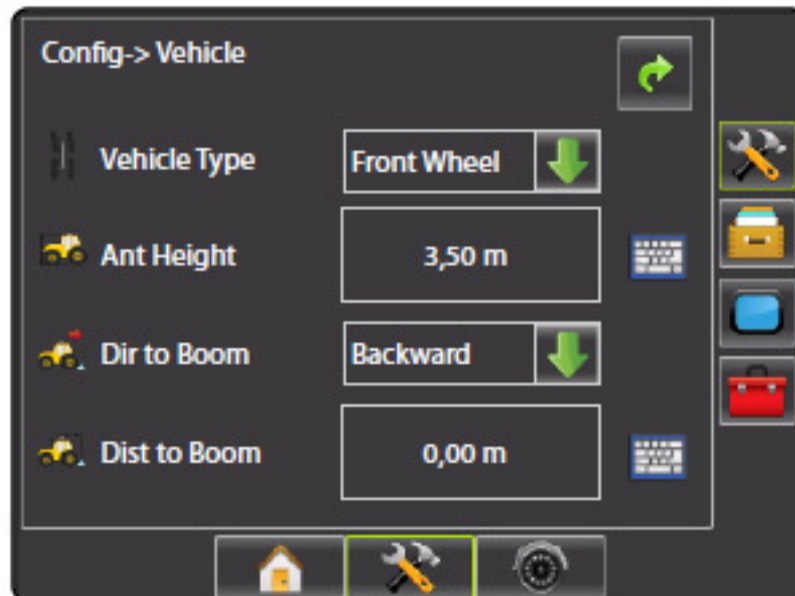 Config-> Vehicle
Vehicle Type
Front Wheel
Ant Height
3,50 m
Dir to Boom
Backward
Dist to Boom
0,00 m